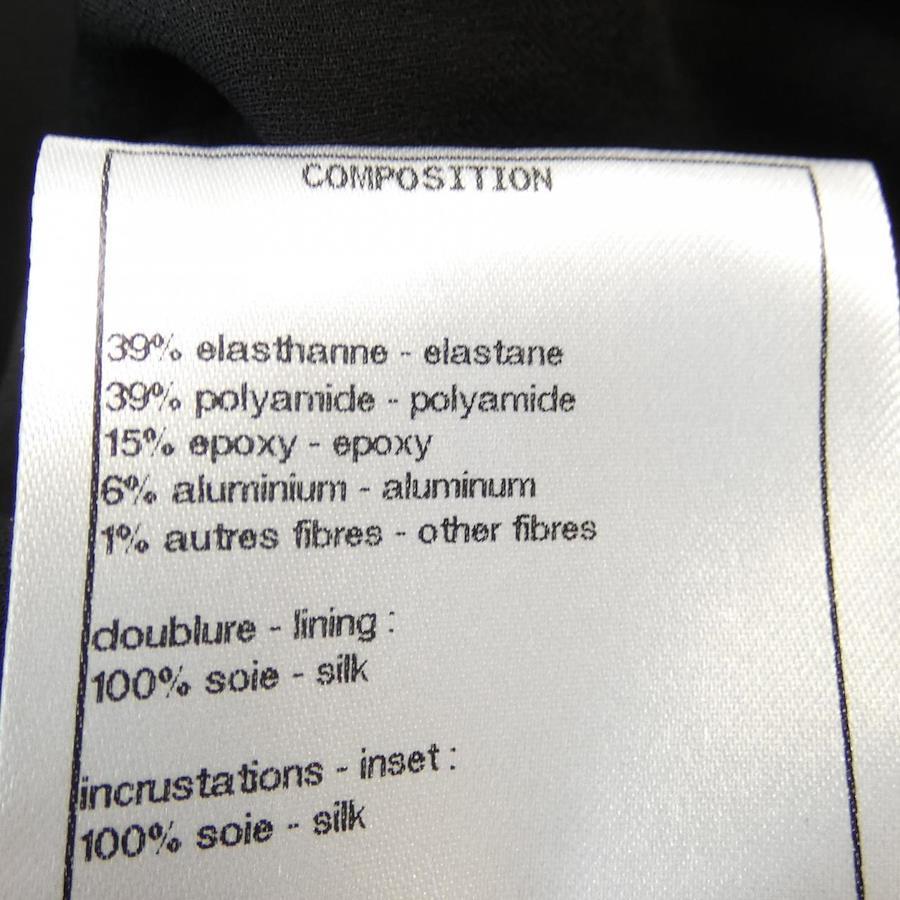 COMPOSITION
39% elasthanne - elastane
39% polyamide - polyamide
15% epoxy - epoxy
6% aluminium - aluminum
1% autres fibres - other fibres
doublure - lining :
100% soie - silk
incrustations - inset :
100% soie - silk